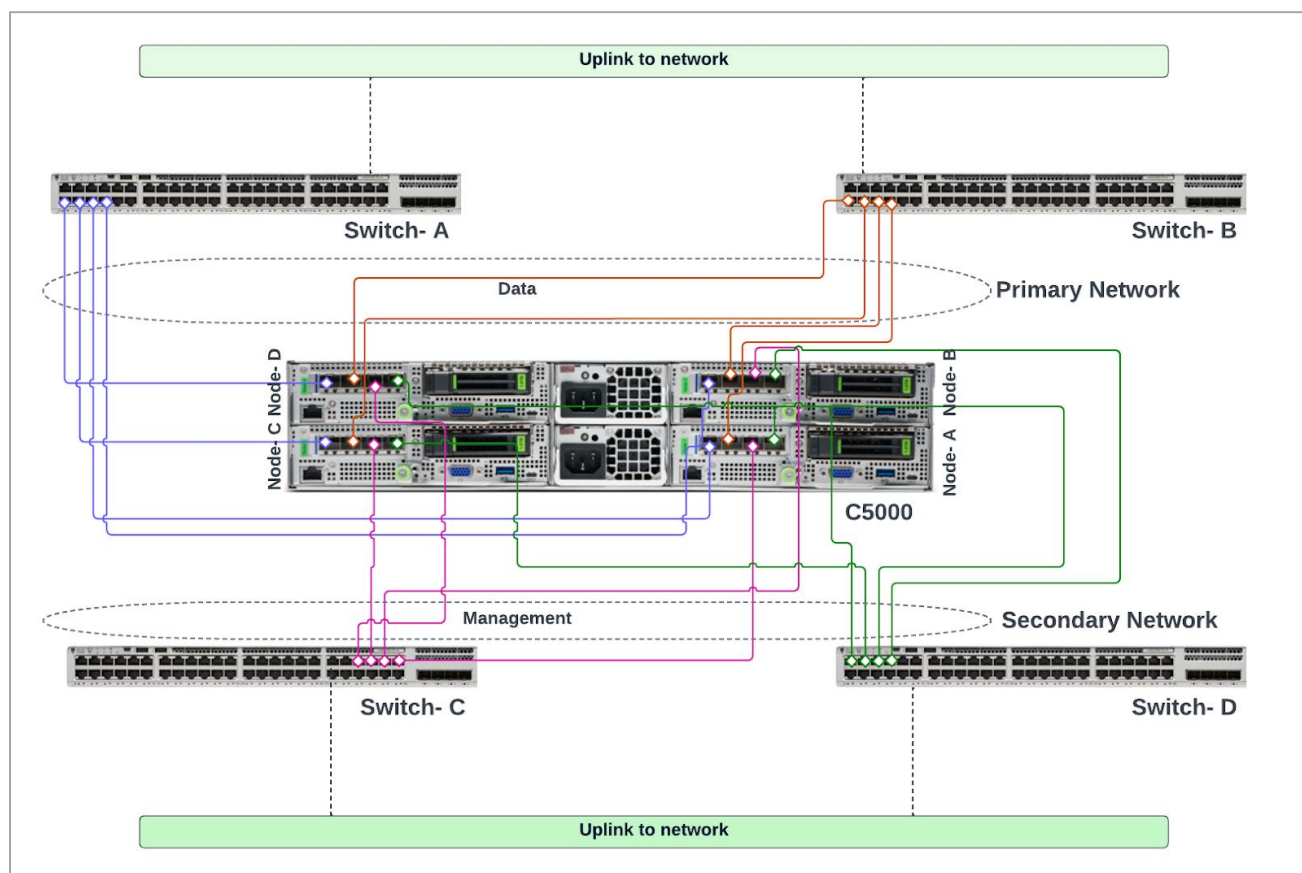 Uplink to network
Switch- A
Switch- B
Data
Primary Network
Node- D
Node- B
Node- C
Node- A
C5000
Management
Secondary Network
Switch- C
Switch- D
Uplink to network